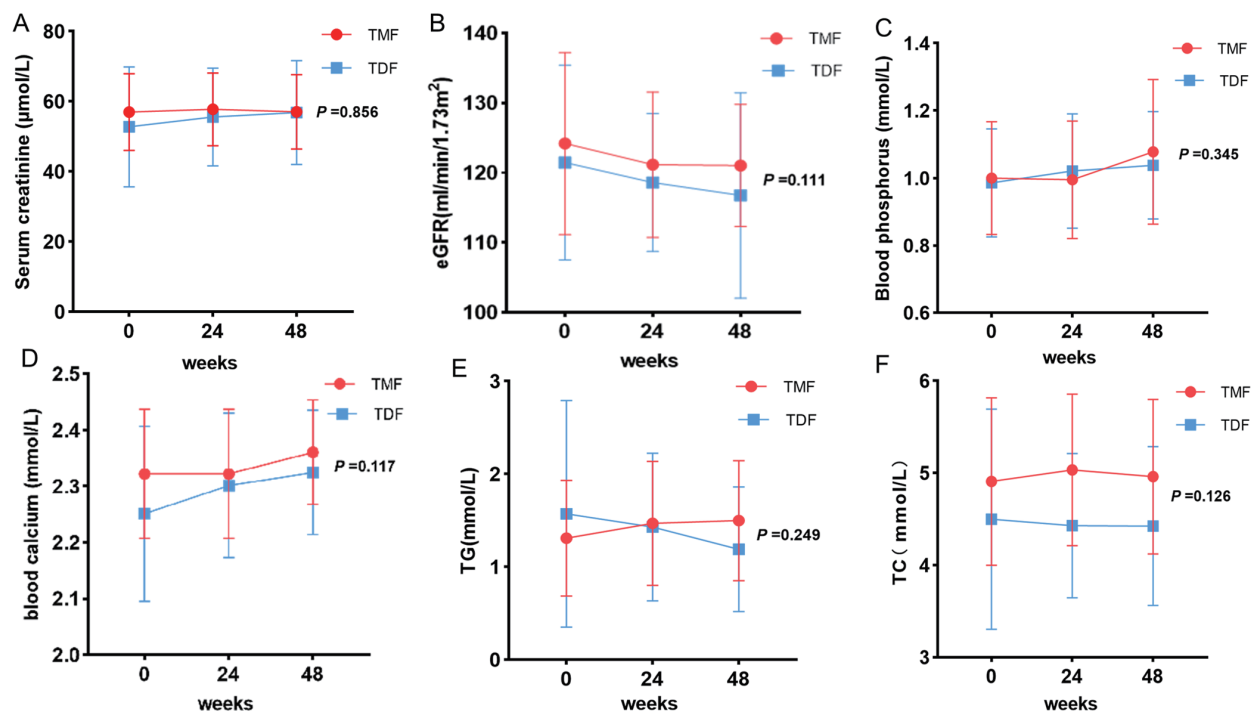 A
Serum creatinine (μmol/L)
80
60
40
20
0
0 24 48
weeks
TMF
TDF
P =0.856
B
eGFR(ml/min/1.73m²)
140
130
120
110
100
0 24 48
weeks
TMF
TDF
P =0.111
C
Blood phosphorus (mmol/L)
1.4
1.2
1.0
0.8
0.6
0 24 48
weeks
TMF
TDF
P =0.345
D
blood calcium (mmol/L)
2.5
2.4
2.3
2.2
2.1
2.0
0 24 48
weeks
TMF
TDF
P =0.117
E
TG(mmol/L)
3
2
1
0
0 24 48
weeks
TMF
TDF
P =0.249
F
TC（ mmol/L）
6
5
4
3
0 24 48
weeks
TMF
TDF
P =0.126